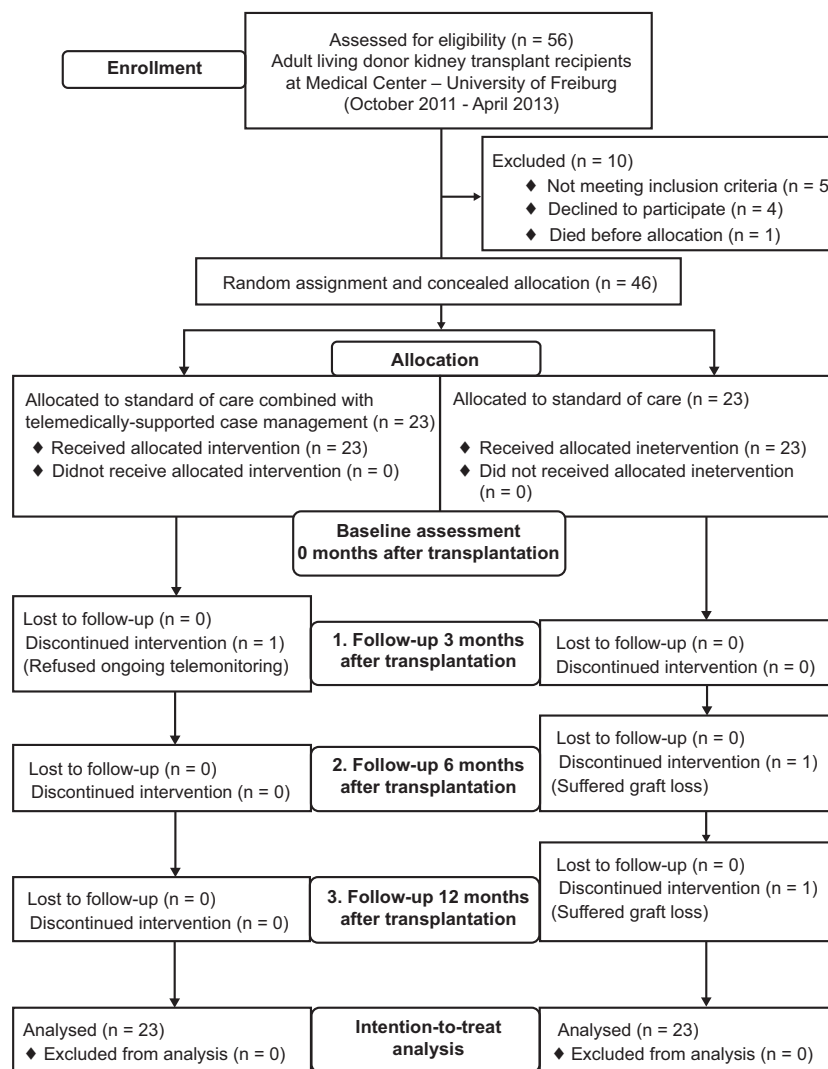 Enrollment
Assessed for eligibility (n = 56)
Adult living donor kidney transplant recipients
at Medical Center – University of Freiburg
(October 2011 - April 2013)
Excluded (n = 10)
♦ Not meeting inclusion criteria (n = 5
♦ Declined to participate (n = 4)
♦ Died before allocation (n = 1)
Random assignment and concealed allocation (n = 46)
Allocation
Allocated to standard of care combined with
telemedically-supported case management (n = 23)
♦ Received allocated intervention (n = 23)
♦ Didnot receive allocated intervention (n = 0)
Allocated to standard of care (n = 23)
♦ Received allocated inetervention (n = 23)
♦ Did not received allocated inetervention
(n = 0)
Baseline assessment
0 months after transplantation
Lost to follow-up (n = 0)
Discontinued intervention (n = 1)
(Refused ongoing telemonitoring)
1. Follow-up 3 months
after transplantation
Lost to follow-up (n = 0)
Discontinued intervention (n = 0)
Lost to follow-up (n = 0)
Discontinued intervention (n = 0)
2. Follow-up 6 months
after transplantation
Lost to follow-up (n = 0)
Discontinued intervention (n = 1)
(Suffered graft loss)
Lost to follow-up (n = 0)
Discontinued intervention (n = 0)
3. Follow-up 12 months
after transplantation
Lost to follow-up (n = 0)
Discontinued intervention (n = 1)
(Suffered graft loss)
Analysed (n = 23)
♦ Excluded from analysis (n = 0)
Intention-to-treat
analysis
Analysed (n = 23)
♦ Excluded from analysis (n = 0)